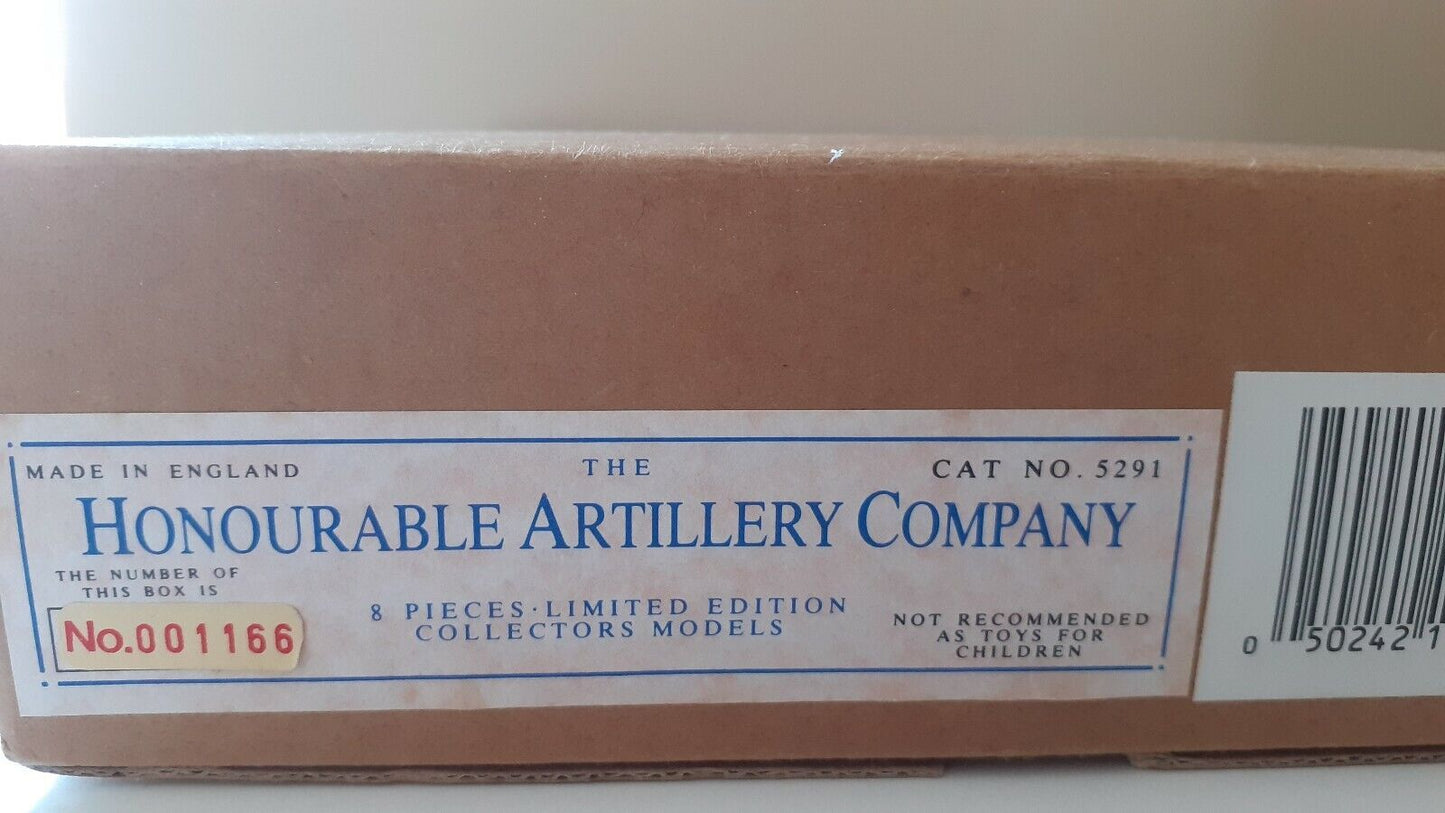 MADE IN ENGLAND
THE
CAT NO. 5291
HONOURABLE ARTILLERY COMPANY
THE NUMBER OF
THIS BOX IS
No.001166
8 PIECES · LIMITED EDITION
COLLECTORS MODELS
NOT RECOMMENDED
AS TOYS FOR
CHILDREN
0 50242 1